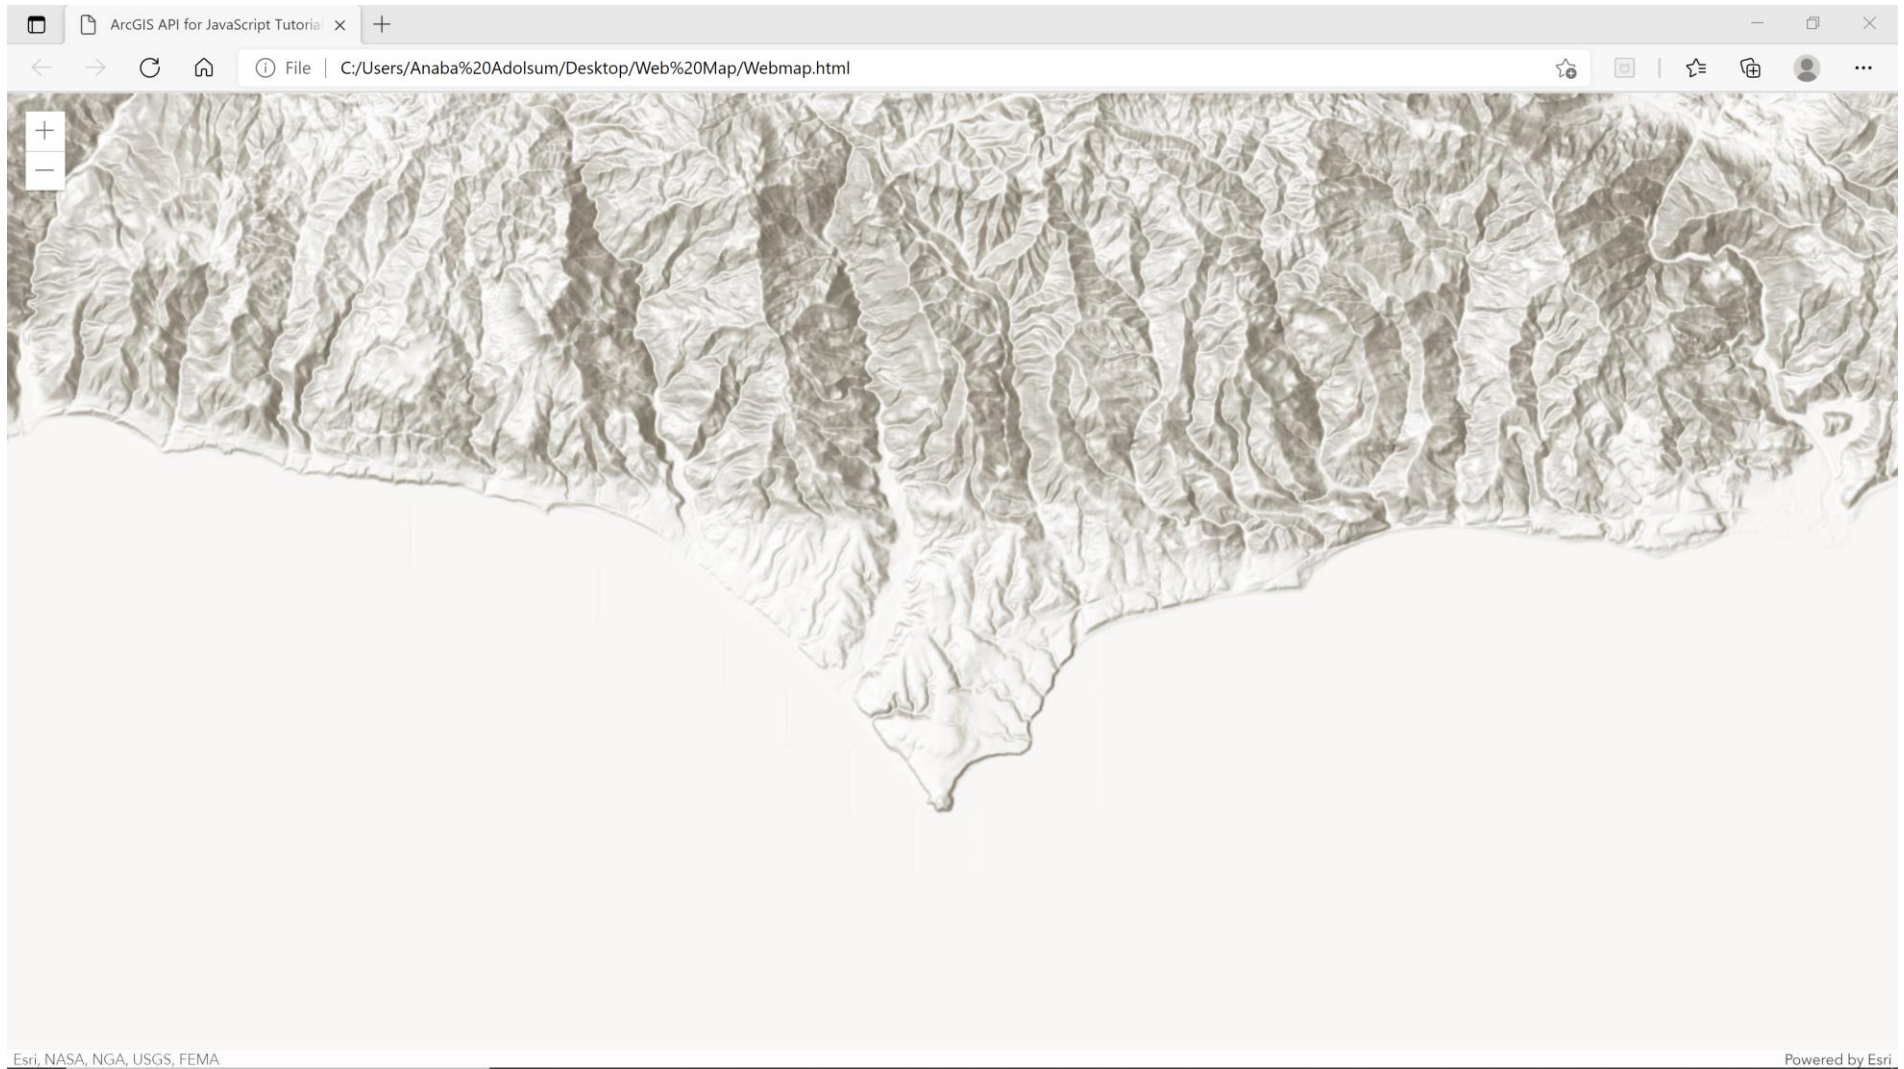 ArcGIS API for JavaScript Tutoria
File
C:/Users/Anaba%20Adolsum/Desktop/Web%20Map/Webmap.html
Esri, NASA, NGA, USGS, FEMA
Powered by Esri